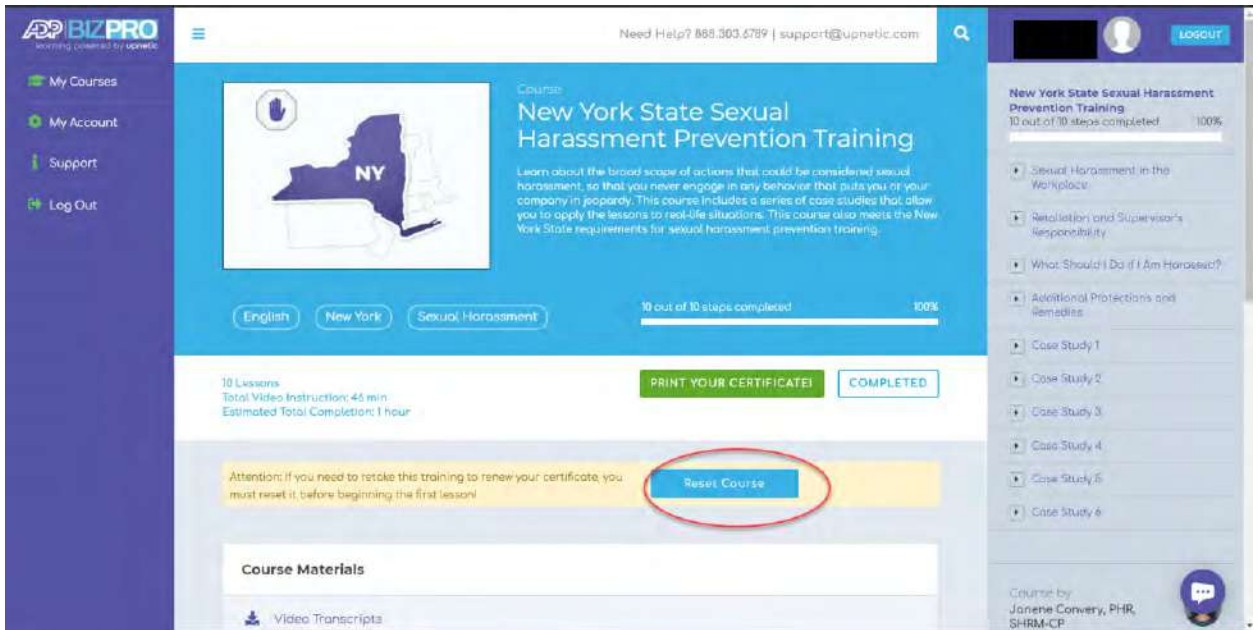 ADP BIZPRO
learning powered by upnetic
My Courses
My Account
Support
Log Out
Need Help? 888.303.6789 | support@upnetic.com
NY
Course
New York State Sexual
Harassment Prevention Training
Learn about the broad scope of actions that could be considered sexual
harassment, so that you never engage in any behavior that puts you or your
company in jeopardy. This course includes a series of case studies that allow
you to apply the lessons to real-life situations. This course also meets the New
York State requirements for sexual harassment prevention training.
English
New York
Sexual Harassment
10 out of 10 steps completed 100%
10 Lessons
Total Video Instruction: 46 min
Estimated Total Completion: 1 hour
PRINT YOUR CERTIFICATE!
COMPLETED
Attention: If you need to retake this training to renew your certificate, you
must reset it before beginning the first lesson!
Reset Course
Course Materials
Video Transcripts
LOGOUT
New York State Sexual Harassment
Prevention Training
10 out of 10 steps completed 100%
Sexual Harassment in the
Workplace
Retaliation and Supervisor's
Responsibility
What Should I Do if I Am Harassed?
Additional Protections and
Remedies
Case Study 1
Case Study 2
Case Study 3
Case Study 4
Case Study 5
Case Study 6
Course by
Janene Convery, PHR,
SHRM-CP